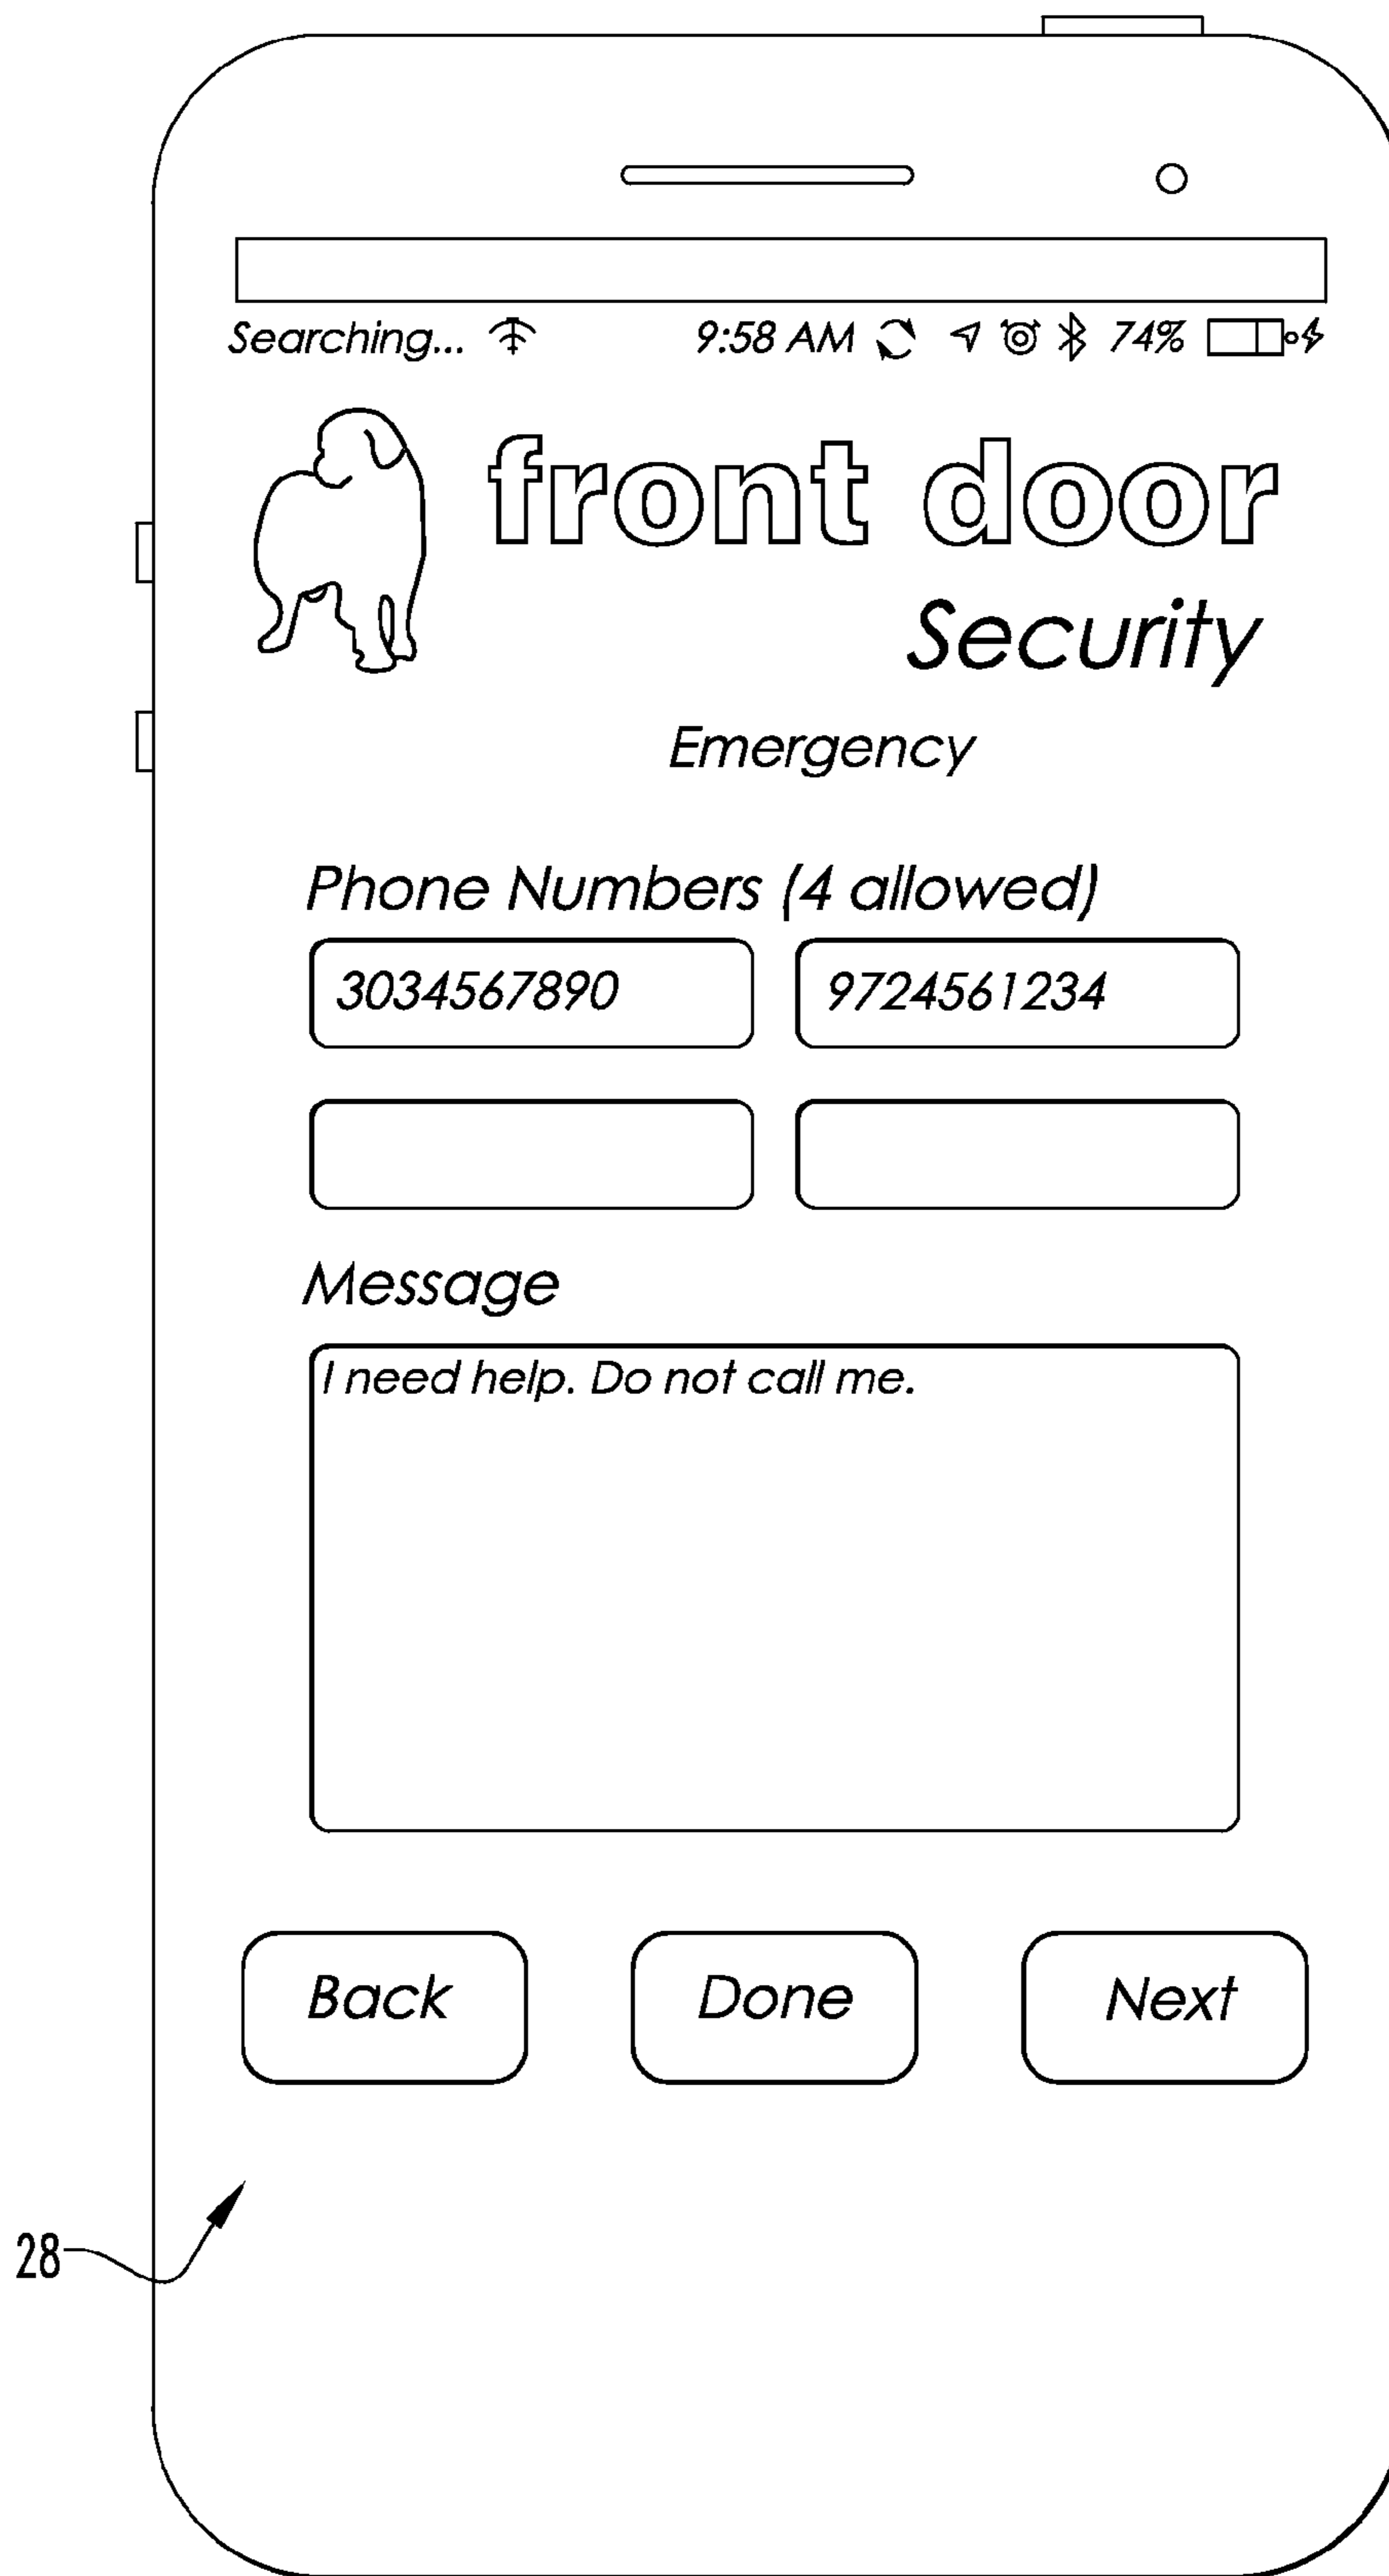 Searching... 9:58 AM 74%
front door
Security
Emergency
Phone Numbers (4 allowed)
3034567890 9724561234
Message
I need help. Do not call me.
Back Done Next
28